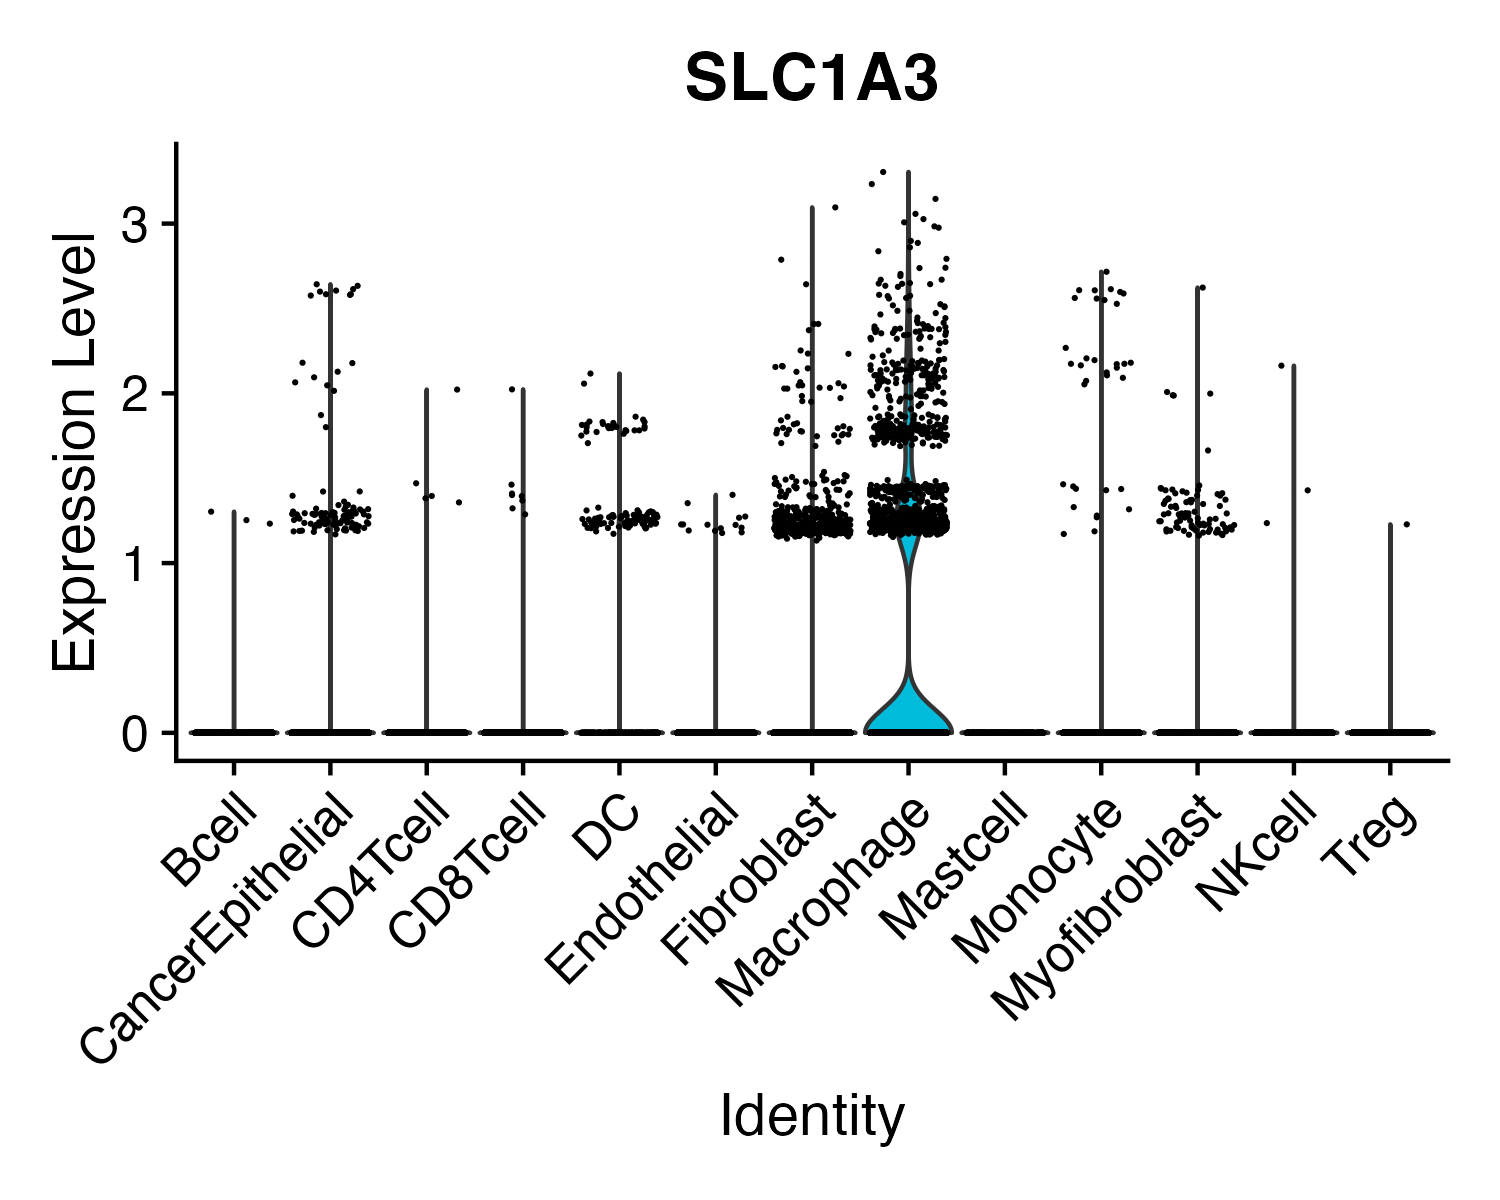 SLC1A3
Expression Level
3
2
1
0
Bcell
CancerEpithelial
CD4Tcell
CD8Tcell
DC
Endothelial
Fibroblast
Macrophage
Mastcell
Monocyte
Myofibroblast
NKcell
Treg
Identity